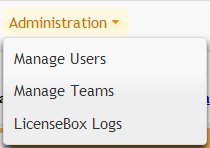 Administration
Manage Users
Manage Teams
LicenseBox Logs